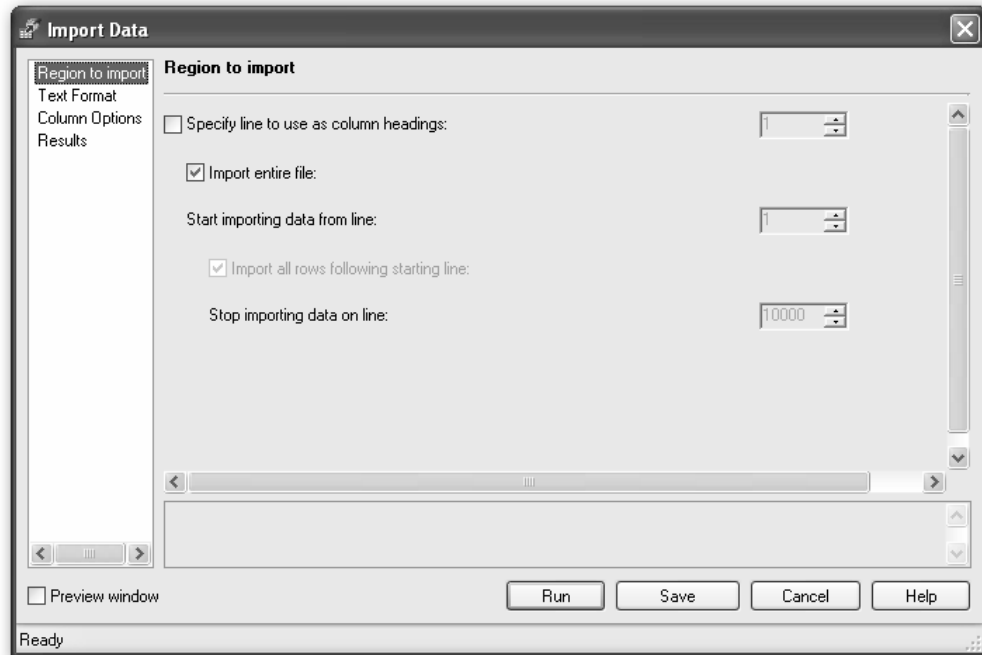 Import Data
Region to import
Text Format
Column Options
Results
Region to import
Specify line to use as column headings: 1
Import entire file:
Start importing data from line: 1
Import all rows following starting line:
Stop importing data on line: 10000
Preview window
Run Save Cancel Help
Ready